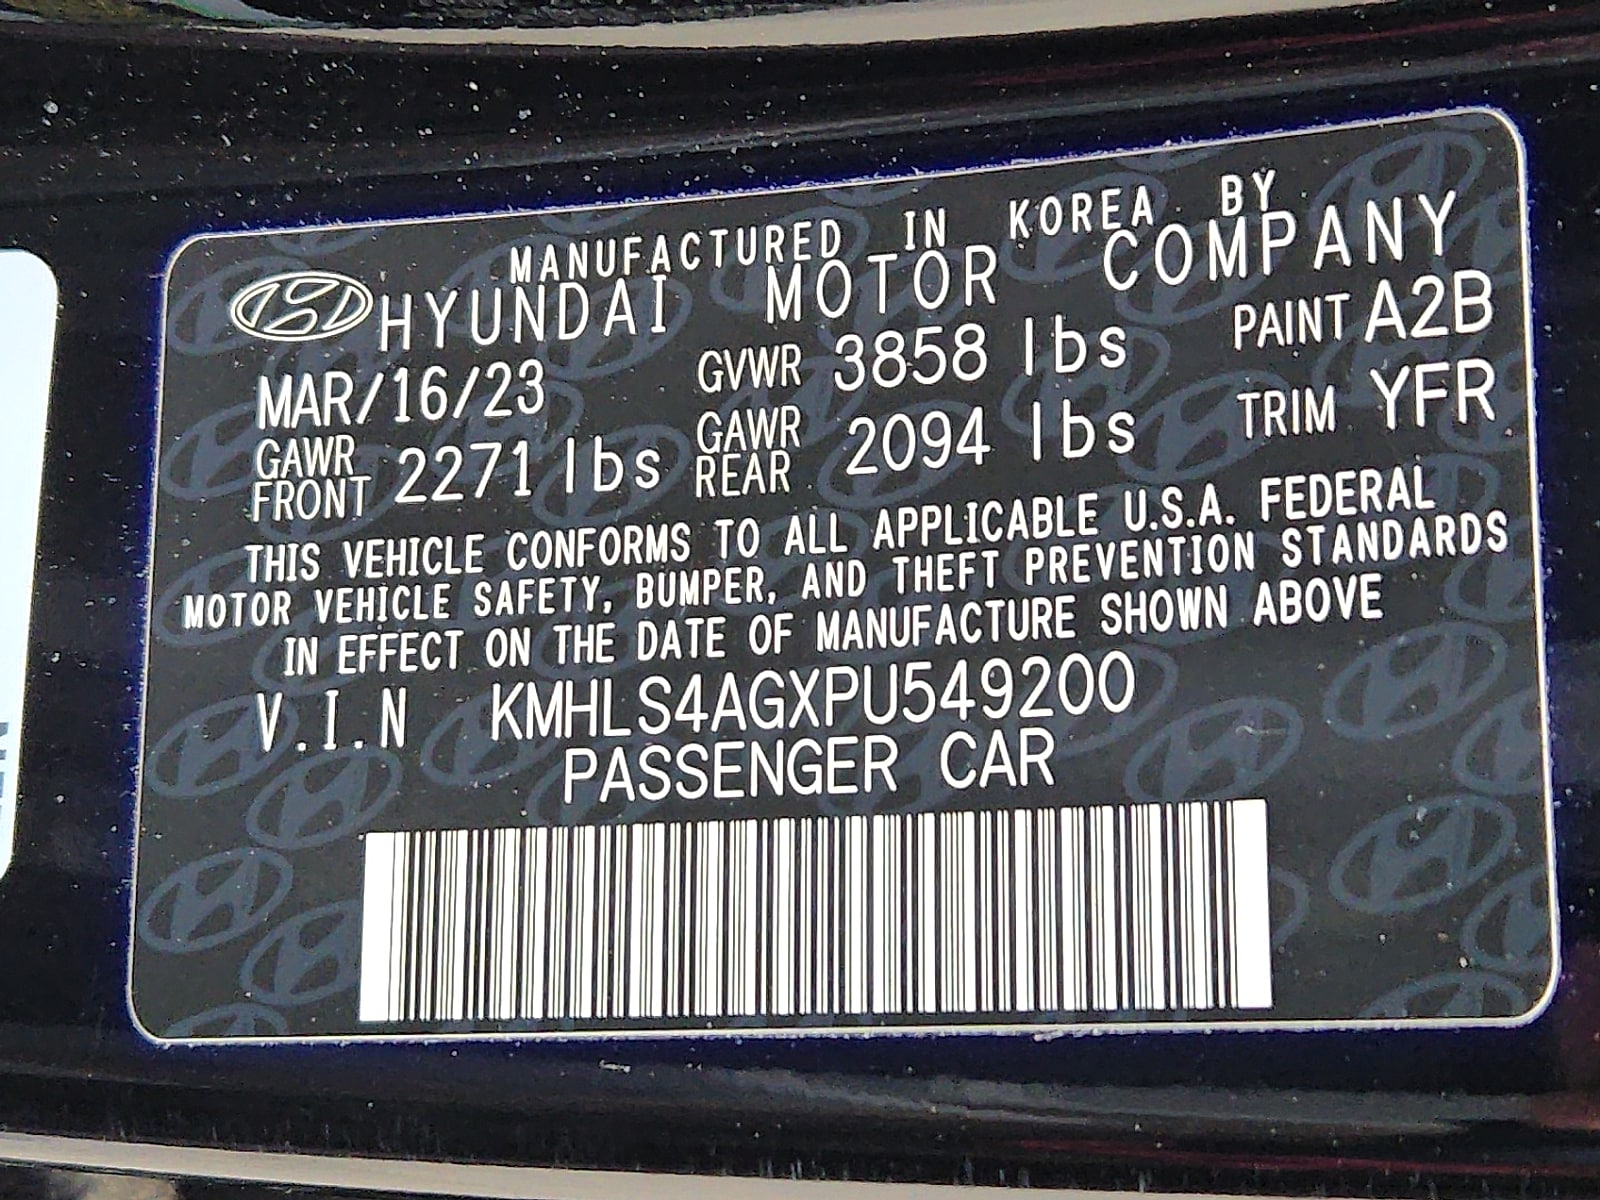 MANUFACTURED IN KOREA BY
HYUNDAI MOTOR COMPANY
MAR/16/23 GVWR 3858 lbs PAINT A2B
GAWR FRONT 2271 lbs GAWR REAR 2094 lbs TRIM YFR
THIS VEHICLE CONFORMS TO ALL APPLICABLE U.S.A. FEDERAL
MOTOR VEHICLE SAFETY, BUMPER, AND THEFT PREVENTION STANDARDS
IN EFFECT ON THE DATE OF MANUFACTURE SHOWN ABOVE
V.I.N KMHLS4AGXPU549200
PASSENGER CAR